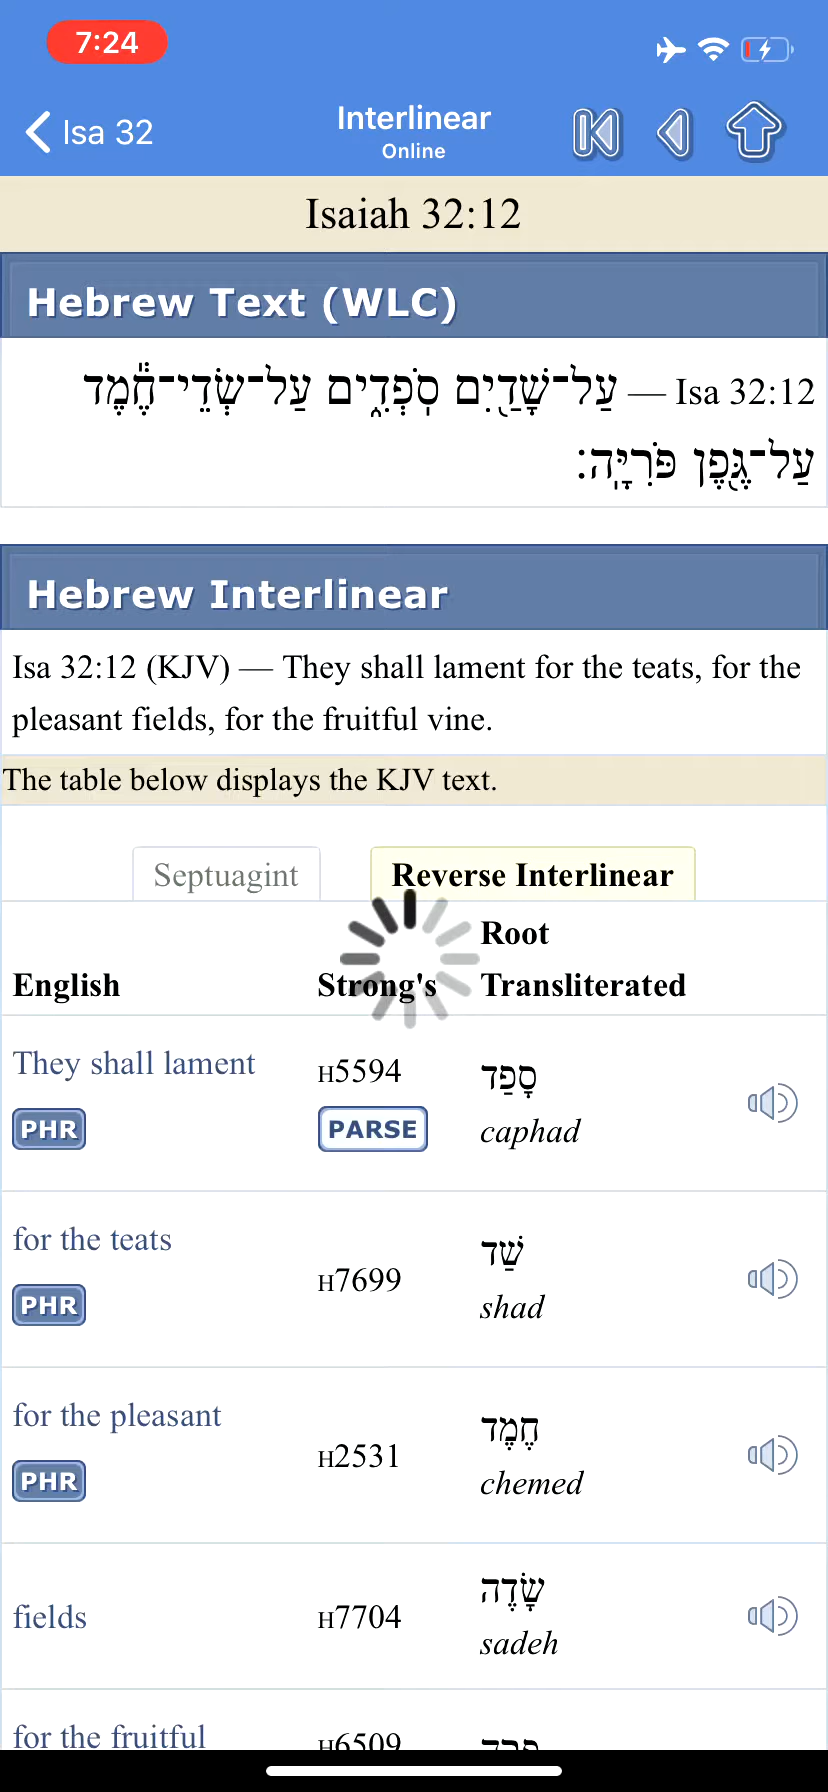 7:24
Isa 32
Interlinear
Online
Isaiah 32:12
Hebrew Text (WLC)
Isa 32:12 — עַל־שָׁדַ֖יִם סֹֽפְדִ֑ים עַל־שְׂדֵי־חֶ֕מֶד
עַל־גֶּ֖פֶן פֹּרִיָּֽה׃
Hebrew Interlinear
Isa 32:12 (KJV) — They shall lament for the teats, for the
pleasant fields, for the fruitful vine.
The table below displays the KJV text.
Septuagint Reverse Interlinear
English Strong's Root Transliterated
They shall lament H5594 סָפַד
PHR PARSE caphad
for the teats H7699 שַׁד
PHR shad
for the pleasant H2531 חֶמֶד
PHR chemed
fields H7704 שָׂדֶה
sadeh
for the fruitful H6509